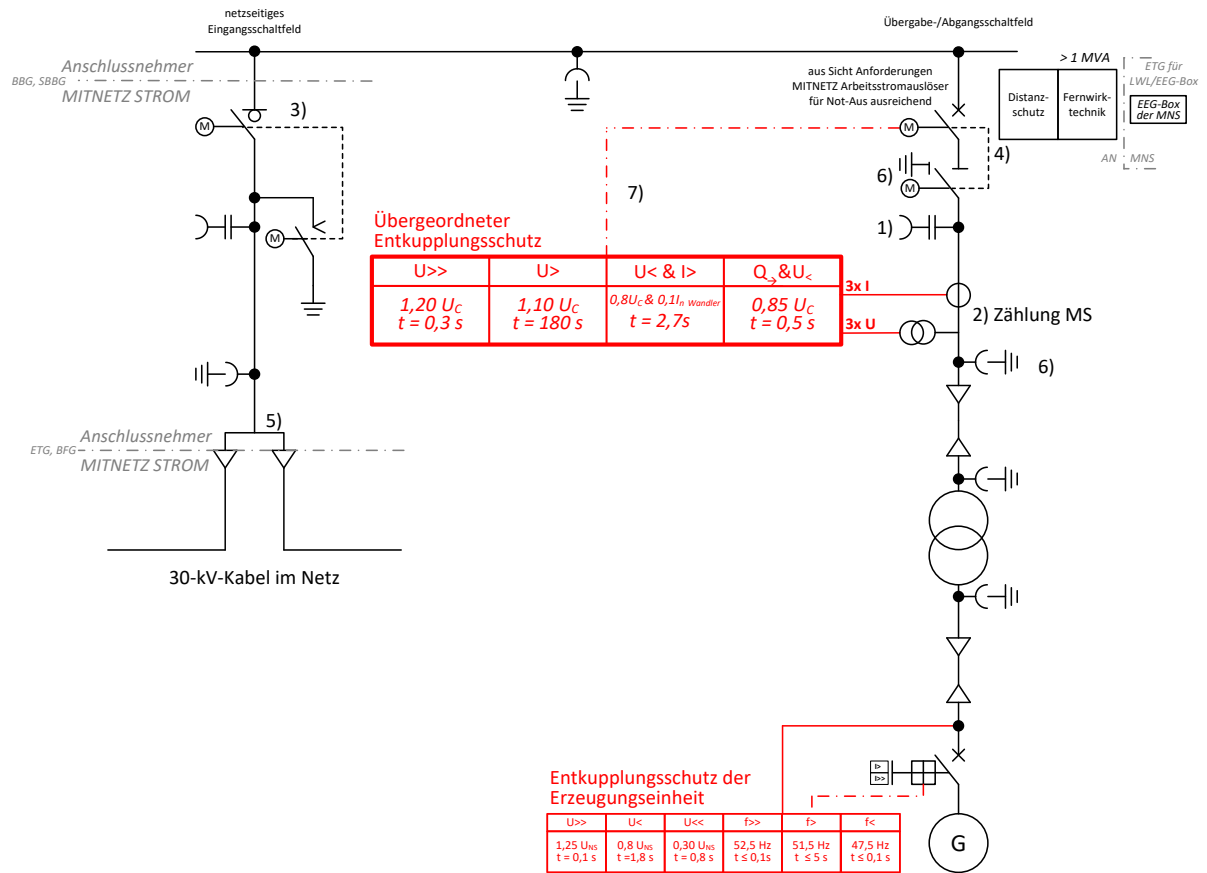 netzseitiges
Eingangsschaltfeld
Übergabe-/Abgangsschaltfeld
Anschlussnehmer
BBG, SBBG
MITNETZ STROM
aus Sicht Anforderungen
MITNETZ Arbeitsstromauslöser
für Not-Aus ausreichend
> 1 MVA
Distanz-
schutz
Fernwirk-
technik
ETG für
LWL/EEG-Box
EEG-Box
der MNS
AN
MNS
3)
M
M
4)
6)
M
7)
1)
M
Übergeordneter
Entkupplungsschutz
U>> U> U< & I> Q→&U<
1,20 UC 1,10 UC 0,8UC & 0,1In Wandler 0,85 UC
t = 0,3 s t = 180 s t = 2,7s t = 0,5 s
3x I
3x U
2) Zählung MS
6)
5)
Anschlussnehmer
ETG, BFG
MITNETZ STROM
30-kV-Kabel im Netz
I>
I>>
Entkupplungsschutz der
Erzeugungseinheit
U>> U< U<< f>> f> f<
1,25 UNS 0,8 UNS 0,30 UNS 52,5 Hz 51,5 Hz 47,5 Hz
t = 0,1 s t =1,8 s t = 0,8 s t ≤ 0,1s t ≤ 5 s t ≤ 0,1 s
G